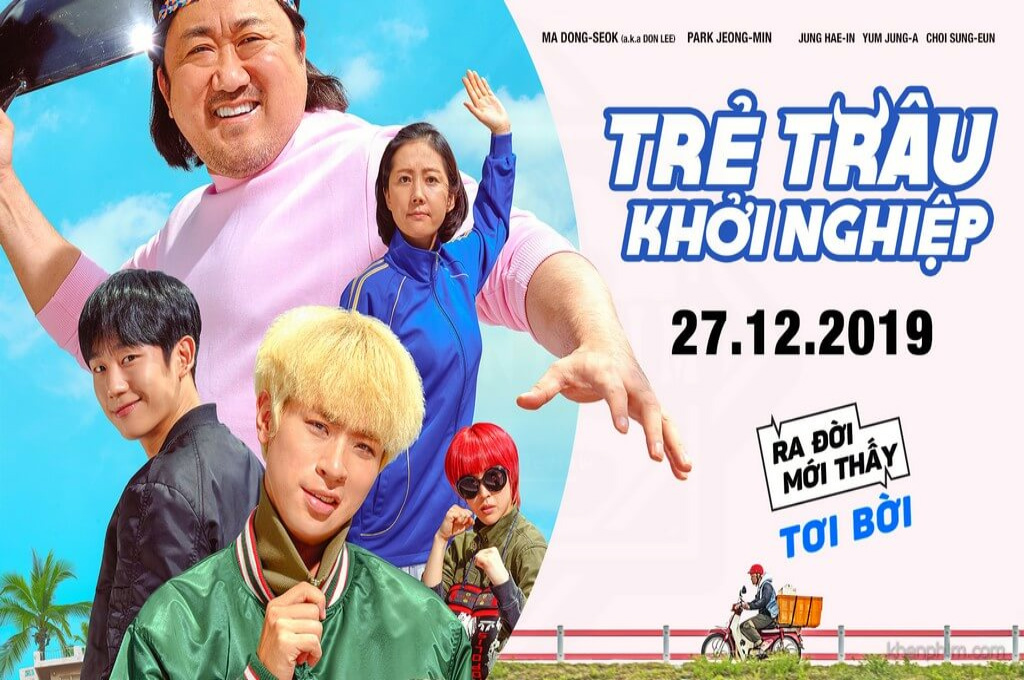 MA DONG-SEOK (a.k.a DON LEE) PARK JEONG-MIN JUNG HAE-IN YUM JUNG-A CHOI SUNG-EUN
TRẺ TRÂU
KHỞI NGHIỆP
27.12.2019
RA ĐỜI
MỚI THẤY
TƠI BỜI
khenphim.com